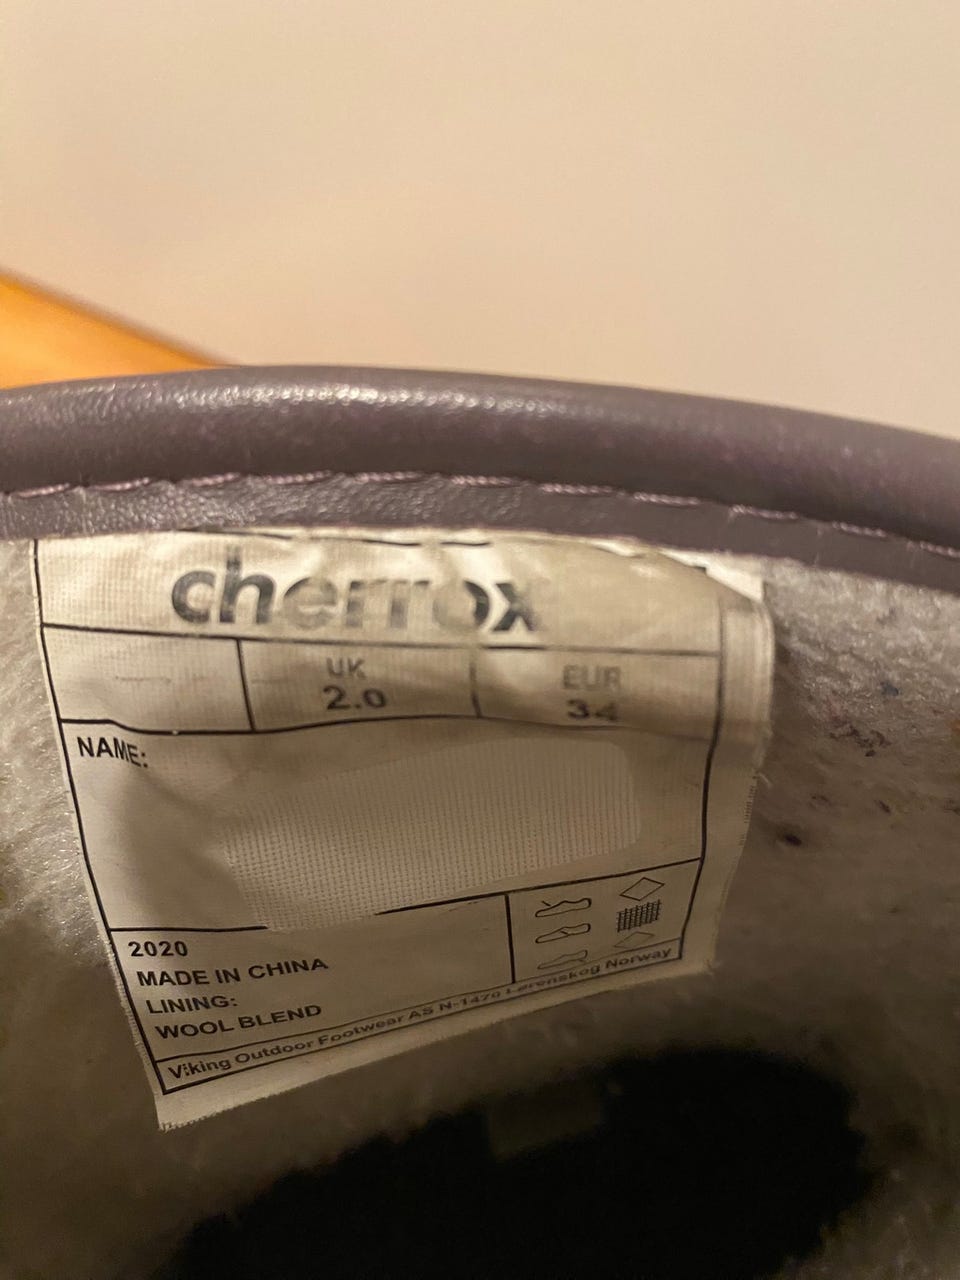 cherrox
UK
2.0
EUR
34
NAME:
2020
MADE IN CHINA
LINING:
WOOL BLEND
Viking Outdoor Footwear AS N-1470 Lørenskog Norway